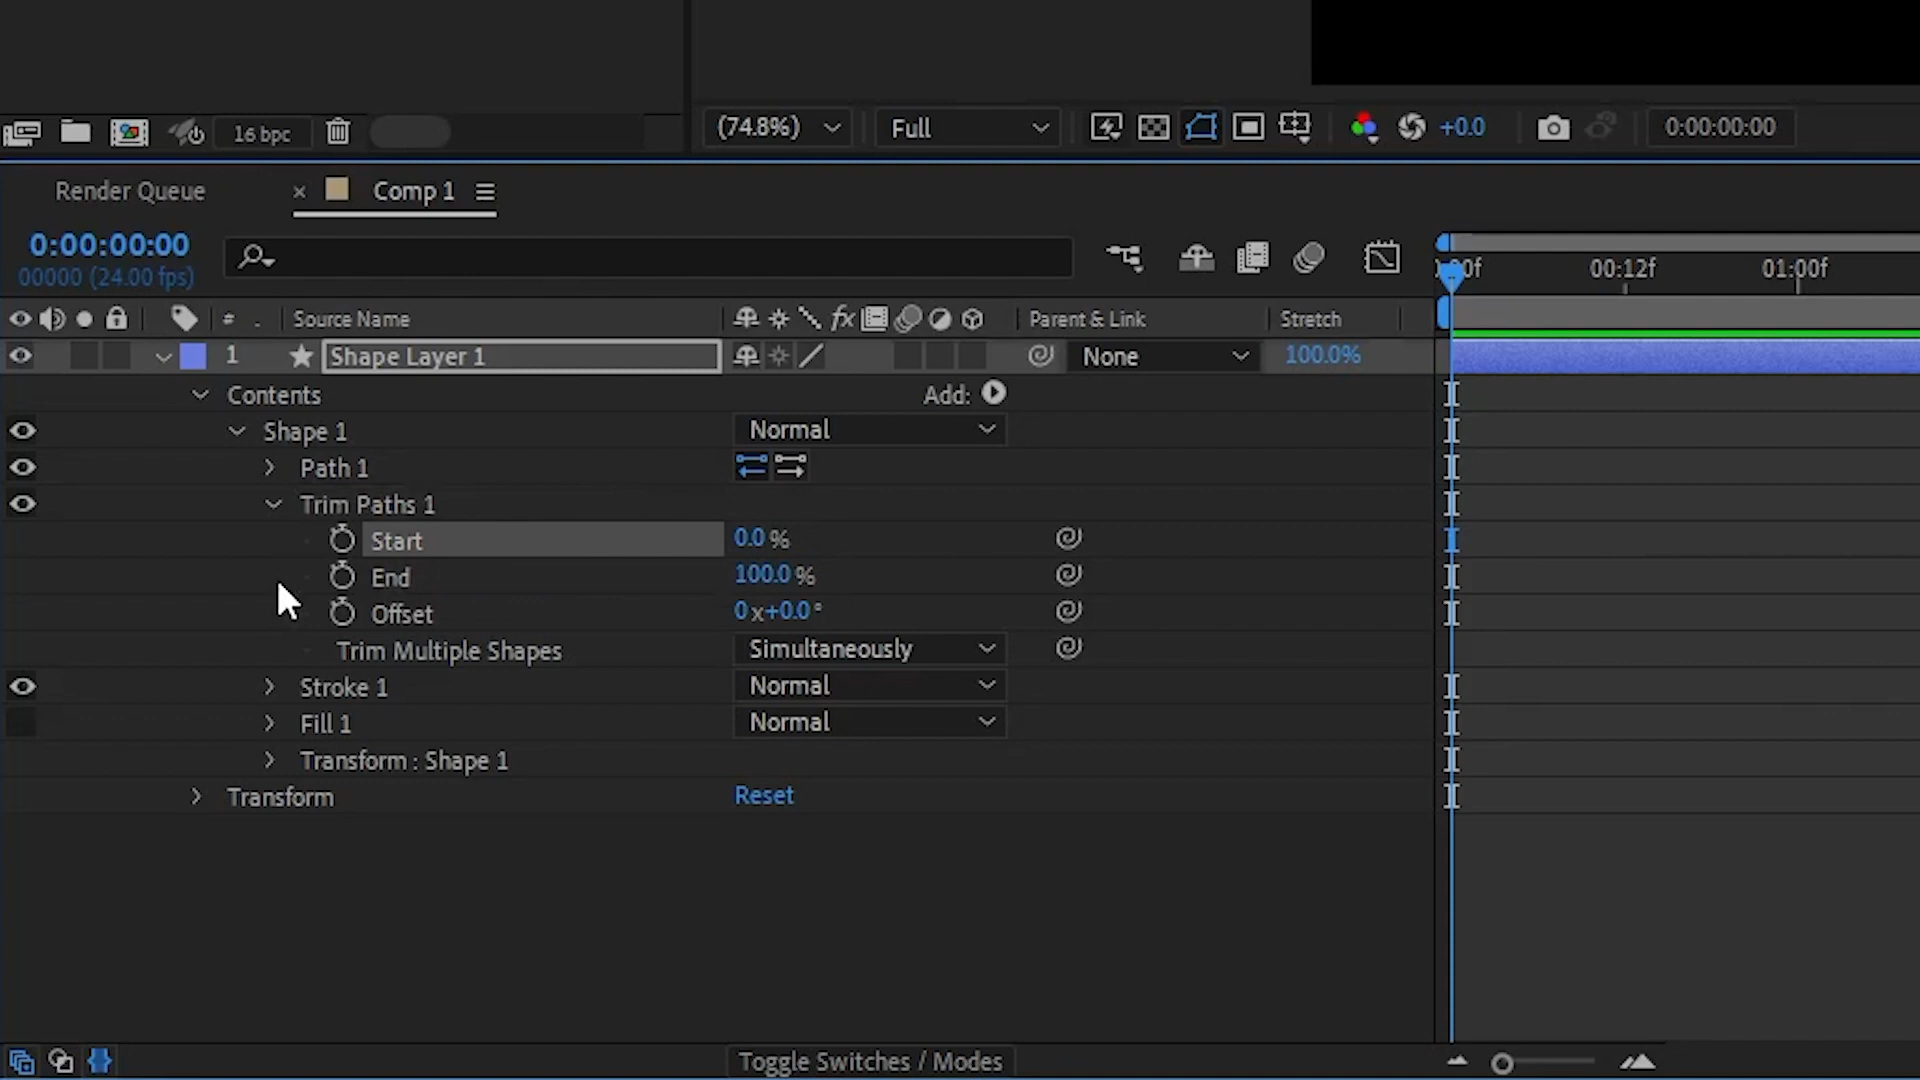 16 bpc
(74.8%)
Full
+0.0
0:00:00:00
Render Queue
× Comp 1
0:00:00:00
00000 (24.00 fps)
00f
00:12f
01:00f
# . Source Name
fx
Parent & Link
Stretch
1 Shape Layer 1
None
100.0%
Contents
Add:
Shape 1
Normal
Path 1
Trim Paths 1
Start
0.0 %
End
100.0 %
Offset
0 x+0.0 °
Trim Multiple Shapes
Simultaneously
Stroke 1
Normal
Fill 1
Normal
Transform : Shape 1
Transform
Reset
Toggle Switches / Modes